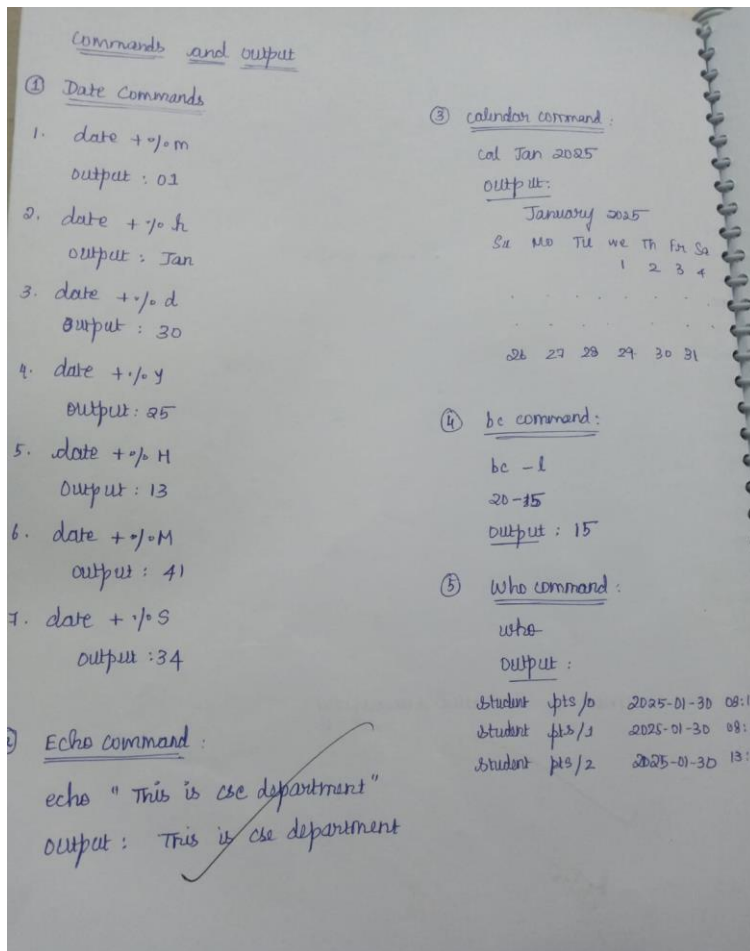 Commands and output
① Date Commands
1. date +%m
output : 01
2. date +%h
output : Jan
3. date +%d
output : 30
4. date +%y
output : 25
5. date +%H
Output : 13
6. date +%M
output : 41
7. date +%S
output : 34
Echo command :
echo " This is cse department"
output : This is cse department
③ calendar command :
cal Jan 2025
output:
January 2025
Su Mo Tu We Th Fr Sa
1 2 3 4
. . . . . . .
. . . . . . .
26 27 28 29 30 31
④ bc command :
bc -l
20-15
output : 15
⑤ Who command :
who
output :
student pts/0 2025-01-30
student pts/1 2025-01-30
student pts/2 2025-01-30